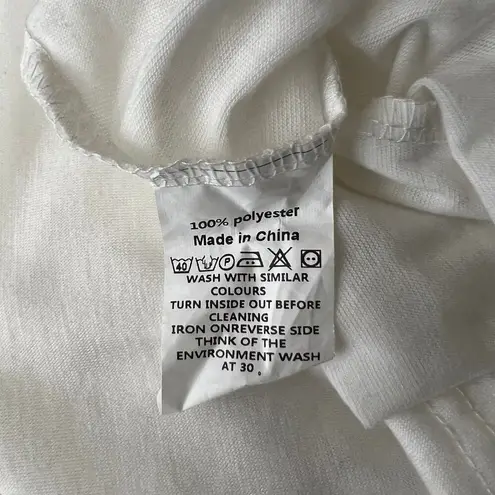 100% polyester
Made in China
40 P
WASH WITH SIMILAR
COLOURS
TURN INSIDE OUT BEFORE
CLEANING
IRON ONREVERSE SIDE
THINK OF THE
ENVIRONMENT WASH
AT 30 。